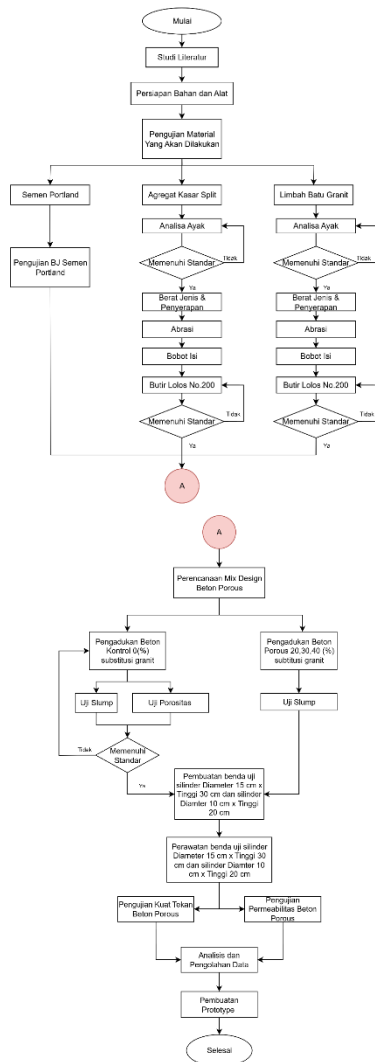 Mulai
Studi Literatur
Persiapan Bahan dan Alat
Pengujian Material
Yang Akan Dilakukan
Semen Portland
Agregat Kasar Split
Limbah Batu Granit
Pengujian BJ Semen
Portland
Analisa Ayak
Analisa Ayak
Memenuhi Standar
Tidak
Memenuhi Standar
Tidak
Ya
Ya
Berat Jenis &
Penyerapan
Berat Jenis &
Penyerapan
Abrasi
Abrasi
Bobot Isi
Bobot Isi
Butir Lolos No.200
Butir Lolos No.200
Memenuhi Standar
Tidak
Memenuhi Standar
Tidak
Ya
Ya
A
A
Perencanaan Mix Design
Beton Porous
Pengadukan Beton
Kontrol 0(%)
substitusi granit
Pengadukan Beton
Porous 20,30,40 (%)
subtitusi granit
Uji Slump
Uji Porositas
Uji Slump
Tidak
Memenuhi
Standar
Ya
Pembuatan benda uji
silinder Diameter 15 cm x
Tinggi 30 cm dan silinder
Diamter 10 cm x Tinggi
20 cm
Perawatan benda uji silinder
Diameter 15 cm x Tinggi 30
cm dan silinder Diamter 10
cm x Tinggi 20 cm
Pengujian Kuat Tekan
Beton Porous
Pengujian
Permeabilitas Beton
Porous
Analisis dan
Pengolahan Data
Pembuatan
Prototype
Selesai